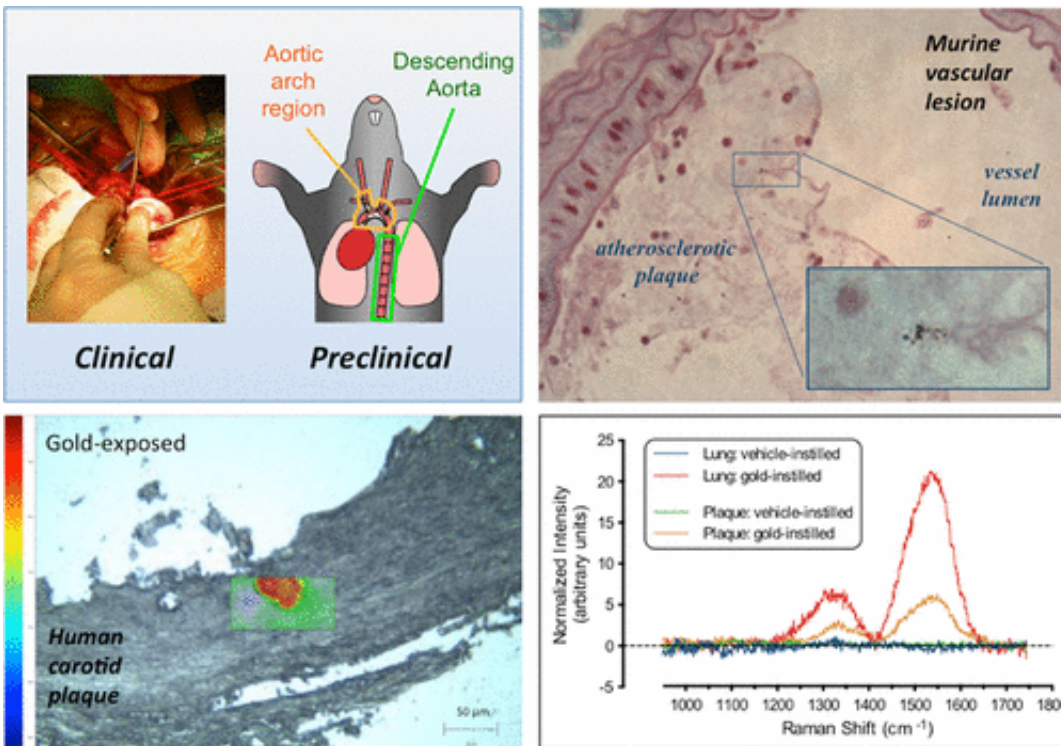 Aortic
arch
region
Descending
Aorta
Clinical
Preclinical
Murine
vascular
lesion
vessel
lumen
atherosclerotic
plaque
Gold-exposed
Human
carotid
plaque
50 µm
25
20
15
10
5
0
-5
Normalized Intensity
(arbitrary units)
Lung: vehicle-instilled
Lung: gold-instilled
Plaque: vehicle-instilled
Plaque: gold-instilled
1000 1100 1200 1300 1400 1500 1600 1700 180
Raman Shift (cm⁻¹)